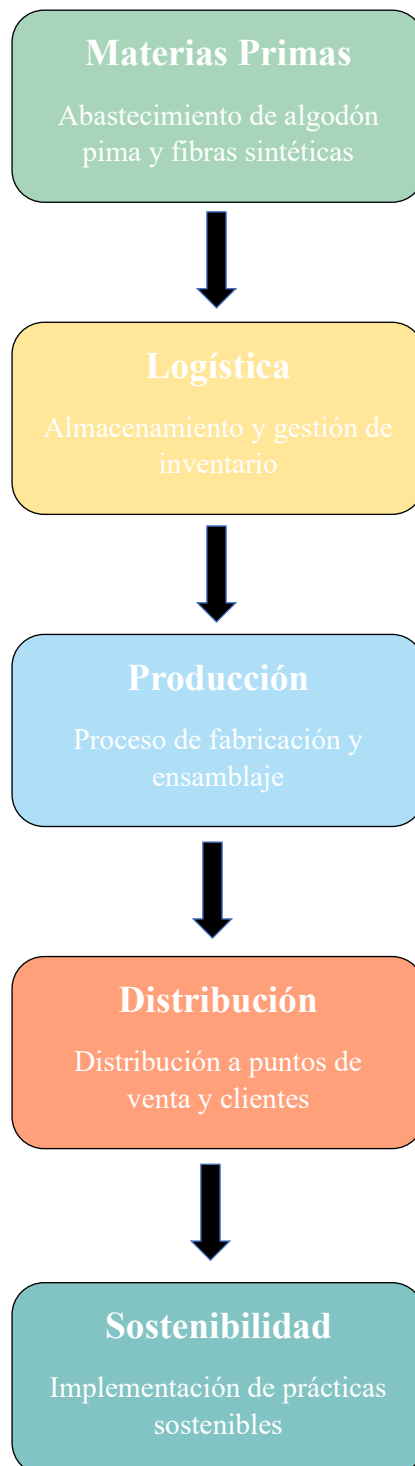 Materias Primas
Abastecimiento de algodón
pima y fibras sintéticas
Logística
Almacenamiento y gestión de
inventario
Producción
Proceso de fabricación y
ensamblaje
Distribución
Distribución a puntos de
venta y clientes
Sostenibilidad
Implementación de prácticas
sostenibles